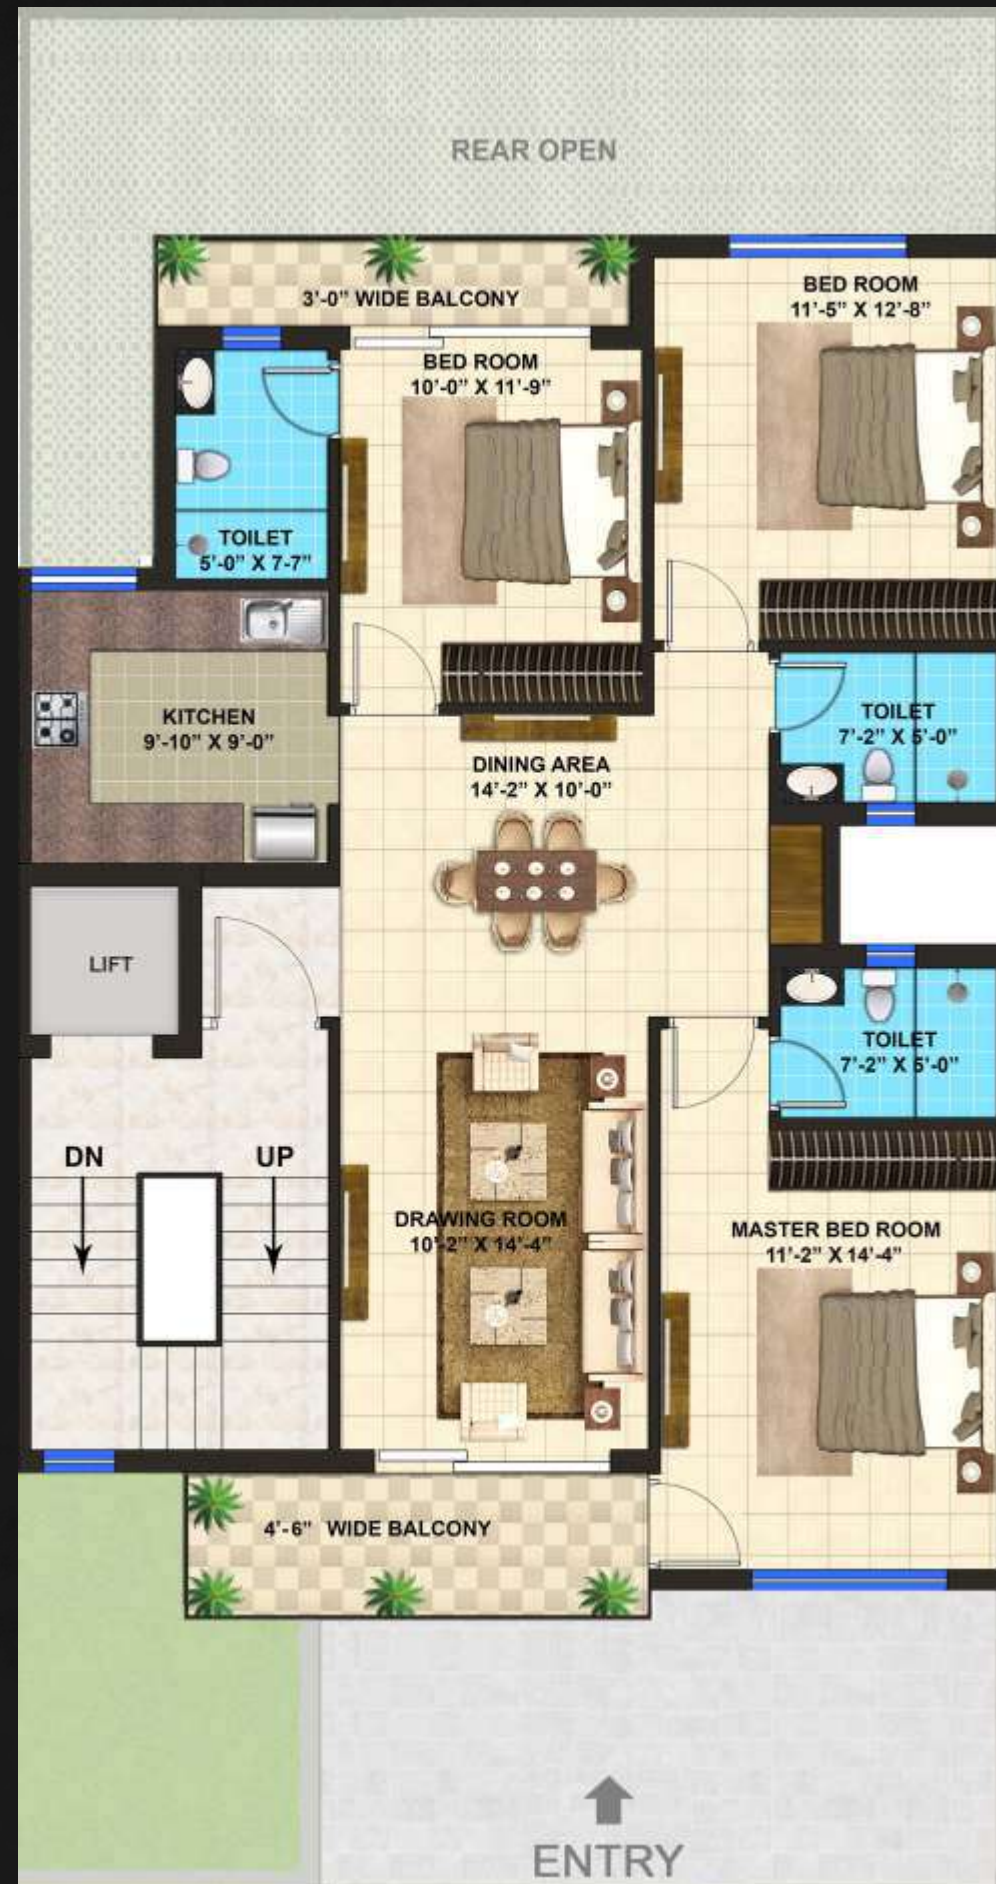 REAR OPEN
3'-0" WIDE BALCONY
BED ROOM
11'-5" X 12'-8"
BED ROOM
10'-0" X 11'-9"
TOILET
5'-0" X 7-7"
KITCHEN
9'-10" X 9'-0"
TOILET
7'-2" X 5'-0"
DINING AREA
14'-2" X 10'-0"
LIFT
TOILET
7'-2" X 5'-0"
DN
UP
DRAWING ROOM
10'-2" X 14'-4"
MASTER BED ROOM
11'-2" X 14'-4"
4'-6" WIDE BALCONY
ENTRY